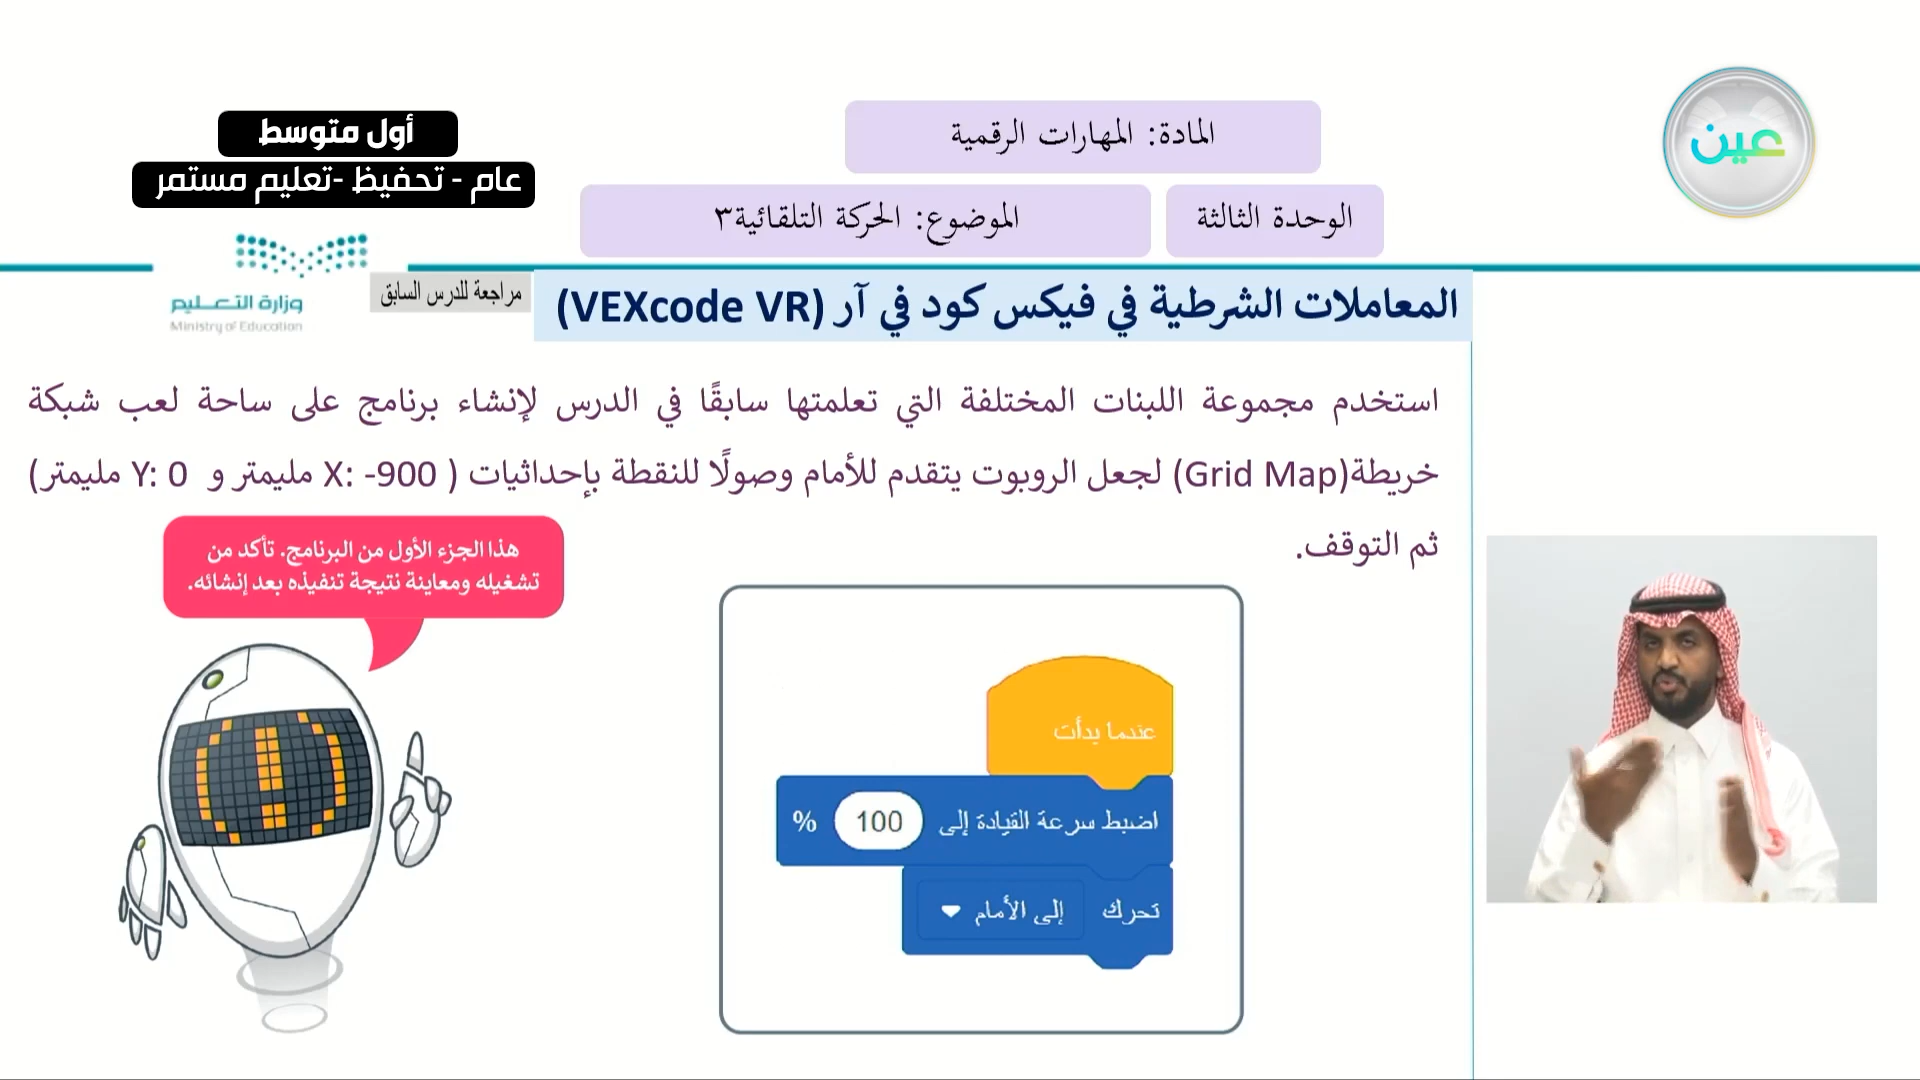 عين
المادة: المهارات الرقمية
أول متوسط
عام - تحفيظ -تعليم مستمر
الوحدة الثالثة
الموضوع: الحركة التلقائية٣
وزارة التعليم
Ministry of Education
مراجعة للدرس السابق
المعاملات الشرطية في فيكس كود في آر (VEXcode VR)
استخدم مجموعة اللبنات المختلفة التي تعلمتها سابقًا في الدرس لإنشاء برنامج على ساحة لعب شبكة
خريطة(Grid Map) لجعل الروبوت يتقدم للأمام وصولًا للنقطة بإحداثيات ( X: -900 مليمتر و Y: 0 مليمتر)
ثم التوقف.
هذا الجزء الأول من البرنامج. تأكد من
تشغيله ومعاينة نتيجة تنفيذه بعد إنشائه.
عندما بدأت
اضبط سرعة القيادة إلى 100 %
تحرك إلى الأمام